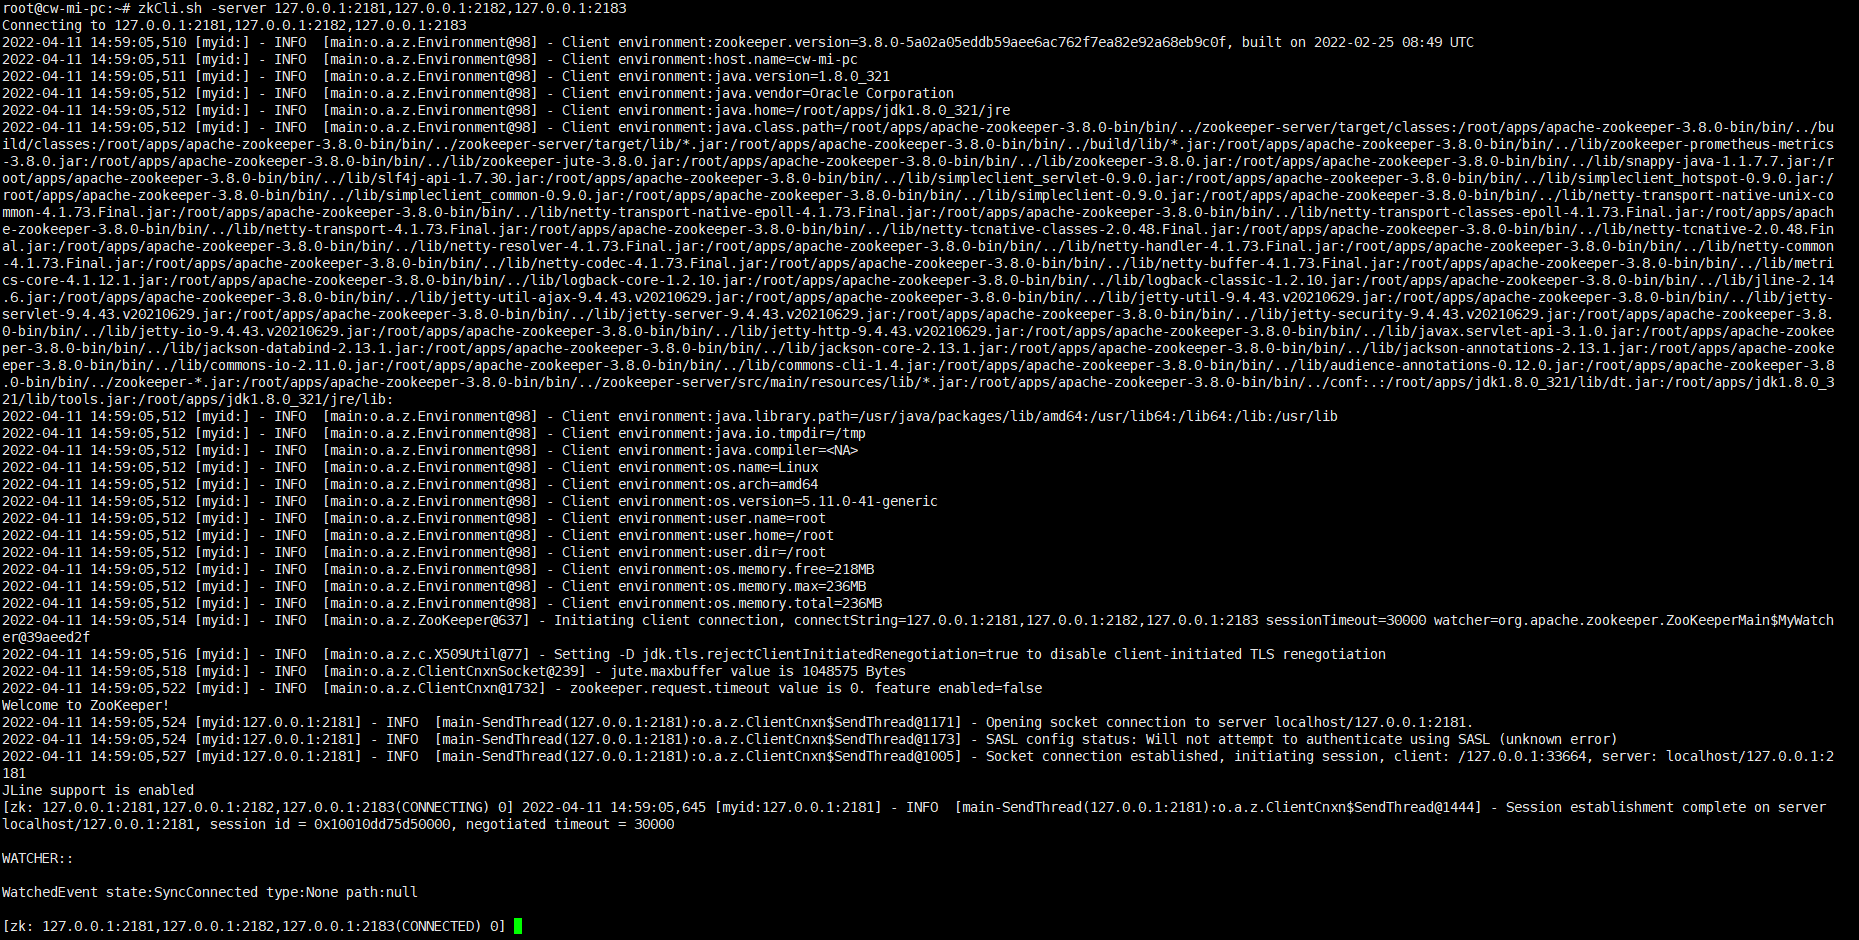 root@cw-mi-pc:~# zkCli.sh -server 127.0.0.1:2181,127.0.0.1:2182,127.0.0.1:2183
Connecting to 127.0.0.1:2181,127.0.0.1:2182,127.0.0.1:2183
2022-04-11 14:59:05,510 [myid:] - INFO  [main:o.a.z.Environment@98] - Client environment:zookeeper.version=3.8.0-5a02a05eddb59aee6ac762f7ea82e92a68eb9c0f, built on 2022-02-25 08:49 UTC
2022-04-11 14:59:05,511 [myid:] - INFO  [main:o.a.z.Environment@98] - Client environment:host.name=cw-mi-pc
2022-04-11 14:59:05,511 [myid:] - INFO  [main:o.a.z.Environment@98] - Client environment:java.version=1.8.0_321
2022-04-11 14:59:05,512 [myid:] - INFO  [main:o.a.z.Environment@98] - Client environment:java.vendor=Oracle Corporation
2022-04-11 14:59:05,512 [myid:] - INFO  [main:o.a.z.Environment@98] - Client environment:java.home=/root/apps/jdk1.8.0_321/jre
2022-04-11 14:59:05,512 [myid:] - INFO  [main:o.a.z.Environment@98] - Client environment:java.class.path=/root/apps/apache-zookeeper-3.8.0-bin/bin/../zookeeper-server/target/classes:/root/apps/apache-zookeeper-3.8.0-bin/bin/../bu
ild/classes:/root/apps/apache-zookeeper-3.8.0-bin/bin/../zookeeper-server/target/lib/*.jar:/root/apps/apache-zookeeper-3.8.0-bin/bin/../build/lib/*.jar:/root/apps/apache-zookeeper-3.8.0-bin/bin/../lib/zookeeper-prometheus-metrics
-3.8.0.jar:/root/apps/apache-zookeeper-3.8.0-bin/bin/../lib/zookeeper-jute-3.8.0.jar:/root/apps/apache-zookeeper-3.8.0-bin/bin/../lib/zookeeper-3.8.0.jar:/root/apps/apache-zookeeper-3.8.0-bin/bin/../lib/snappy-java-1.1.7.7.jar:/r
oot/apps/apache-zookeeper-3.8.0-bin/bin/../lib/slf4j-api-1.7.30.jar:/root/apps/apache-zookeeper-3.8.0-bin/bin/../lib/simpleclient_servlet-0.9.0.jar:/root/apps/apache-zookeeper-3.8.0-bin/bin/../lib/simpleclient_hotspot-0.9.0.jar:/
root/apps/apache-zookeeper-3.8.0-bin/bin/../lib/simpleclient_common-0.9.0.jar:/root/apps/apache-zookeeper-3.8.0-bin/bin/../lib/simpleclient-0.9.0.jar:/root/apps/apache-zookeeper-3.8.0-bin/bin/../lib/netty-transport-native-unix-co
mmon-4.1.73.Final.jar:/root/apps/apache-zookeeper-3.8.0-bin/bin/../lib/netty-transport-native-epoll-4.1.73.Final.jar:/root/apps/apache-zookeeper-3.8.0-bin/bin/../lib/netty-transport-classes-epoll-4.1.73.Final.jar:/root/apps/apach
e-zookeeper-3.8.0-bin/bin/../lib/netty-transport-4.1.73.Final.jar:/root/apps/apache-zookeeper-3.8.0-bin/bin/../lib/netty-tcnative-classes-2.0.48.Final.jar:/root/apps/apache-zookeeper-3.8.0-bin/bin/../lib/netty-tcnative-2.0.48.Fin
al.jar:/root/apps/apache-zookeeper-3.8.0-bin/bin/../lib/netty-resolver-4.1.73.Final.jar:/root/apps/apache-zookeeper-3.8.0-bin/bin/../lib/netty-handler-4.1.73.Final.jar:/root/apps/apache-zookeeper-3.8.0-bin/bin/../lib/netty-common
-4.1.73.Final.jar:/root/apps/apache-zookeeper-3.8.0-bin/bin/../lib/netty-codec-4.1.73.Final.jar:/root/apps/apache-zookeeper-3.8.0-bin/bin/../lib/netty-buffer-4.1.73.Final.jar:/root/apps/apache-zookeeper-3.8.0-bin/bin/../lib/metri
cs-core-4.1.12.1.jar:/root/apps/apache-zookeeper-3.8.0-bin/bin/../lib/logback-core-1.2.10.jar:/root/apps/apache-zookeeper-3.8.0-bin/bin/../lib/logback-classic-1.2.10.jar:/root/apps/apache-zookeeper-3.8.0-bin/bin/../lib/jline-2.14
.6.jar:/root/apps/apache-zookeeper-3.8.0-bin/bin/../lib/jetty-util-ajax-9.4.43.v20210629.jar:/root/apps/apache-zookeeper-3.8.0-bin/bin/../lib/jetty-util-9.4.43.v20210629.jar:/root/apps/apache-zookeeper-3.8.0-bin/bin/../lib/jetty-
servlet-9.4.43.v20210629.jar:/root/apps/apache-zookeeper-3.8.0-bin/bin/../lib/jetty-server-9.4.43.v20210629.jar:/root/apps/apache-zookeeper-3.8.0-bin/bin/../lib/jetty-security-9.4.43.v20210629.jar:/root/apps/apache-zookeeper-3.8.
0-bin/bin/../lib/jetty-io-9.4.43.v20210629.jar:/root/apps/apache-zookeeper-3.8.0-bin/bin/../lib/jetty-http-9.4.43.v20210629.jar:/root/apps/apache-zookeeper-3.8.0-bin/bin/../lib/javax.servlet-api-3.1.0.jar:/root/apps/apache-zookee
per-3.8.0-bin/bin/../lib/jackson-databind-2.13.1.jar:/root/apps/apache-zookeeper-3.8.0-bin/bin/../lib/jackson-core-2.13.1.jar:/root/apps/apache-zookeeper-3.8.0-bin/bin/../lib/jackson-annotations-2.13.1.jar:/root/apps/apache-zooke
eper-3.8.0-bin/bin/../lib/commons-io-2.11.0.jar:/root/apps/apache-zookeeper-3.8.0-bin/bin/../lib/commons-cli-1.4.jar:/root/apps/apache-zookeeper-3.8.0-bin/bin/../lib/audience-annotations-0.12.0.jar:/root/apps/apache-zookeeper-3.8
.0-bin/bin/../zookeeper-*.jar:/root/apps/apache-zookeeper-3.8.0-bin/bin/../zookeeper-server/src/main/resources/lib/*.jar:/root/apps/apache-zookeeper-3.8.0-bin/bin/../conf:.:/root/apps/jdk1.8.0_321/lib/dt.jar:/root/apps/jdk1.8.0_3
21/lib/tools.jar:/root/apps/jdk1.8.0_321/jre/lib:
2022-04-11 14:59:05,512 [myid:] - INFO  [main:o.a.z.Environment@98] - Client environment:java.library.path=/usr/java/packages/lib/amd64:/usr/lib64:/lib64:/lib:/usr/lib
2022-04-11 14:59:05,512 [myid:] - INFO  [main:o.a.z.Environment@98] - Client environment:java.io.tmpdir=/tmp
2022-04-11 14:59:05,512 [myid:] - INFO  [main:o.a.z.Environment@98] - Client environment:java.compiler=<NA>
2022-04-11 14:59:05,512 [myid:] - INFO  [main:o.a.z.Environment@98] - Client environment:os.name=Linux
2022-04-11 14:59:05,512 [myid:] - INFO  [main:o.a.z.Environment@98] - Client environment:os.arch=amd64
2022-04-11 14:59:05,512 [myid:] - INFO  [main:o.a.z.Environment@98] - Client environment:os.version=5.11.0-41-generic
2022-04-11 14:59:05,512 [myid:] - INFO  [main:o.a.z.Environment@98] - Client environment:user.name=root
2022-04-11 14:59:05,512 [myid:] - INFO  [main:o.a.z.Environment@98] - Client environment:user.home=/root
2022-04-11 14:59:05,512 [myid:] - INFO  [main:o.a.z.Environment@98] - Client environment:user.dir=/root
2022-04-11 14:59:05,512 [myid:] - INFO  [main:o.a.z.Environment@98] - Client environment:os.memory.free=218MB
2022-04-11 14:59:05,512 [myid:] - INFO  [main:o.a.z.Environment@98] - Client environment:os.memory.max=236MB
2022-04-11 14:59:05,512 [myid:] - INFO  [main:o.a.z.Environment@98] - Client environment:os.memory.total=236MB
2022-04-11 14:59:05,514 [myid:] - INFO  [main:o.a.z.ZooKeeper@637] - Initiating client connection, connectString=127.0.0.1:2181,127.0.0.1:2182,127.0.0.1:2183 sessionTimeout=30000 watcher=org.apache.zookeeper.ZooKeeperMain$MyWatch
er@39aeed2f
2022-04-11 14:59:05,516 [myid:] - INFO  [main:o.a.z.c.X509Util@77] - Setting -D jdk.tls.rejectClientInitiatedRenegotiation=true to disable client-initiated TLS renegotiation
2022-04-11 14:59:05,518 [myid:] - INFO  [main:o.a.z.ClientCnxnSocket@239] - jute.maxbuffer value is 1048575 Bytes
2022-04-11 14:59:05,522 [myid:] - INFO  [main:o.a.z.ClientCnxn@1732] - zookeeper.request.timeout value is 0. feature enabled=false
Welcome to ZooKeeper!
2022-04-11 14:59:05,524 [myid:127.0.0.1:2181] - INFO  [main-SendThread(127.0.0.1:2181):o.a.z.ClientCnxn$SendThread@1171] - Opening socket connection to server localhost/127.0.0.1:2181.
2022-04-11 14:59:05,524 [myid:127.0.0.1:2181] - INFO  [main-SendThread(127.0.0.1:2181):o.a.z.ClientCnxn$SendThread@1173] - SASL config status: Will not attempt to authenticate using SASL (unknown error)
2022-04-11 14:59:05,527 [myid:127.0.0.1:2181] - INFO  [main-SendThread(127.0.0.1:2181):o.a.z.ClientCnxn$SendThread@1005] - Socket connection established, initiating session, client: /127.0.0.1:33664, server: localhost/127.0.0.1:2
181
JLine support is enabled
[zk: 127.0.0.1:2181,127.0.0.1:2182,127.0.0.1:2183(CONNECTING) 0] 2022-04-11 14:59:05,645 [myid:127.0.0.1:2181] - INFO  [main-SendThread(127.0.0.1:2181):o.a.z.ClientCnxn$SendThread@1444] - Session establishment complete on server
localhost/127.0.0.1:2181, session id = 0x10010dd75d50000, negotiated timeout = 30000
WATCHER::
WatchedEvent state:SyncConnected type:None path:null
[zk: 127.0.0.1:2181,127.0.0.1:2182,127.0.0.1:2183(CONNECTED) 0]